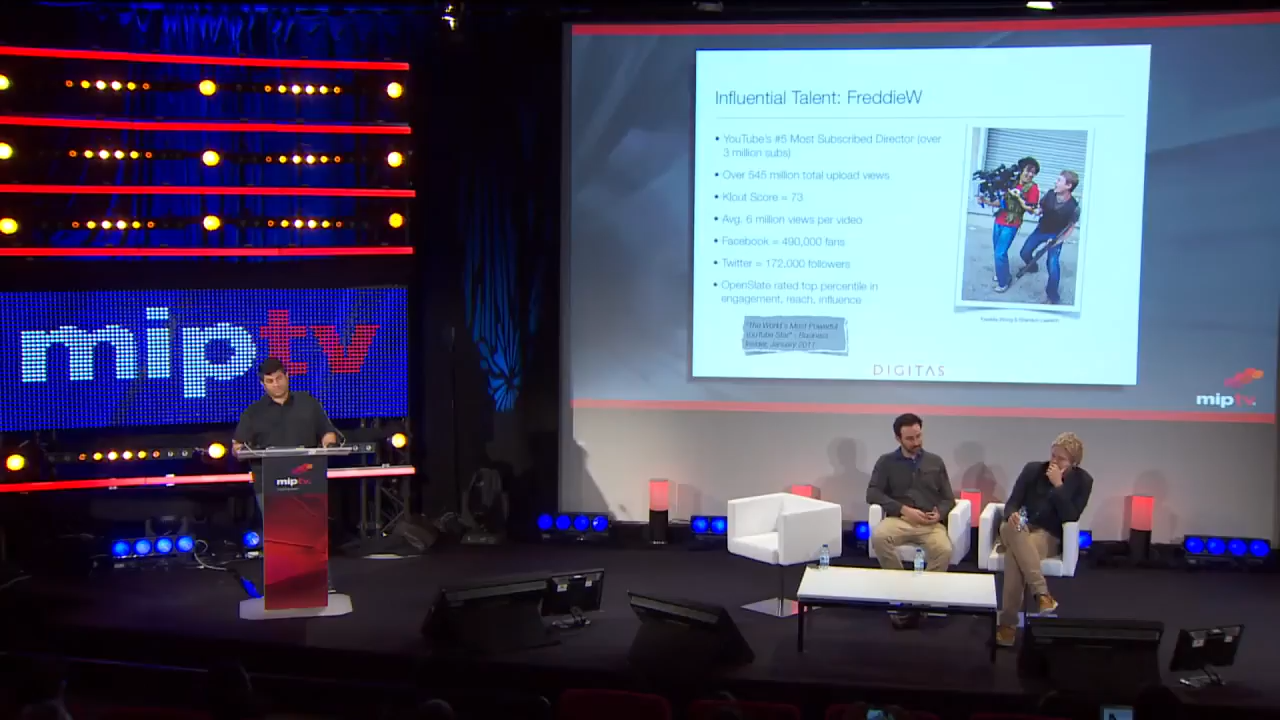 miptv
miptv.
Influential Talent: FreddieW
• YouTube's #5 Most Subscribed Director (over
3 million subs)
• Over 545 million total upload views
• Klout Score = 73
• Avg. 6 million views per video
• Facebook = 490,000 fans
• Twitter = 172,000 followers
• OpenSlate rated top percentile in
engagement, reach, influence
"The World's Most Powerful
YouTube Star" - Business
Insider, January 2011
DIGITAS
miptv.